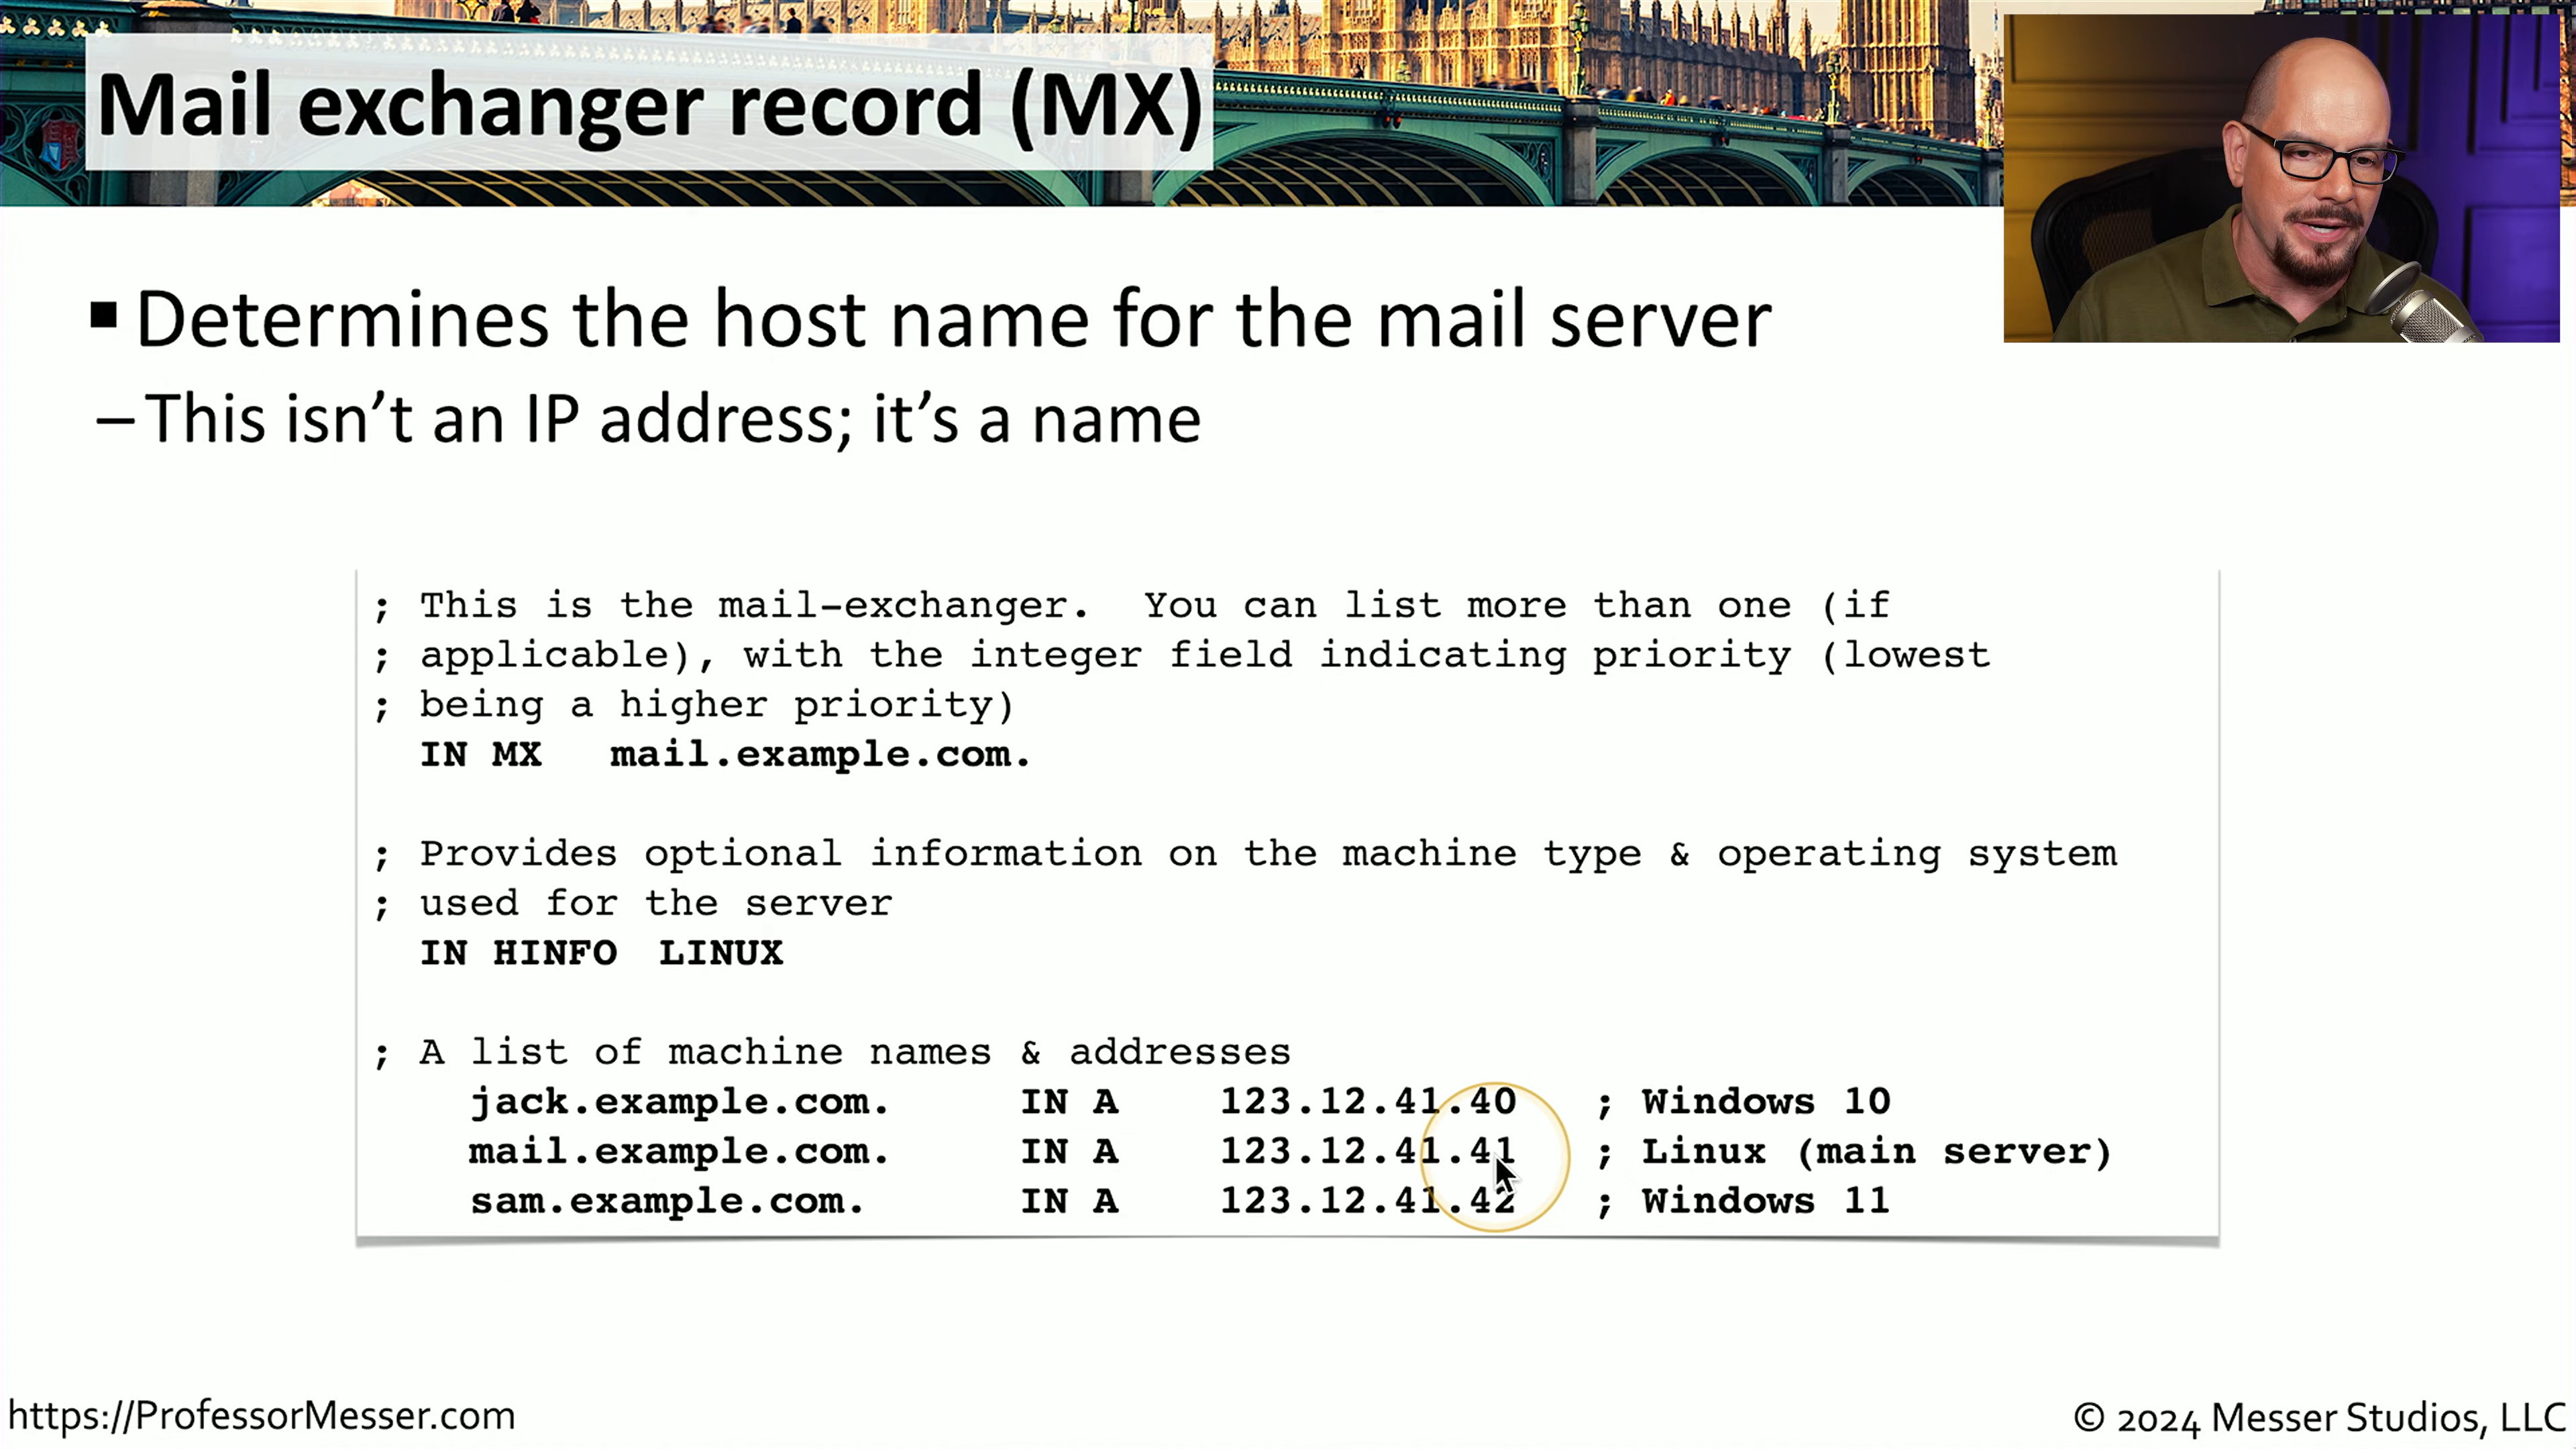 Mail exchanger record (MX)
▪ Determines the host name for the mail server
– This isn’t an IP address; it’s a name
; This is the mail-exchanger.  You can list more than one (if
; applicable), with the integer field indicating priority (lowest
; being a higher priority)
IN MX   mail.example.com.
; Provides optional information on the machine type & operating system
; used for the server
IN HINFO  LINUX
; A list of machine names & addresses
jack.example.com.     IN A    123.12.41.40   ; Windows 10
mail.example.com.     IN A    123.12.41.41   ; Linux (main server)
sam.example.com.      IN A    123.12.41.42   ; Windows 11
https://ProfessorMesser.com
© 2024 Messer Studios, LLC